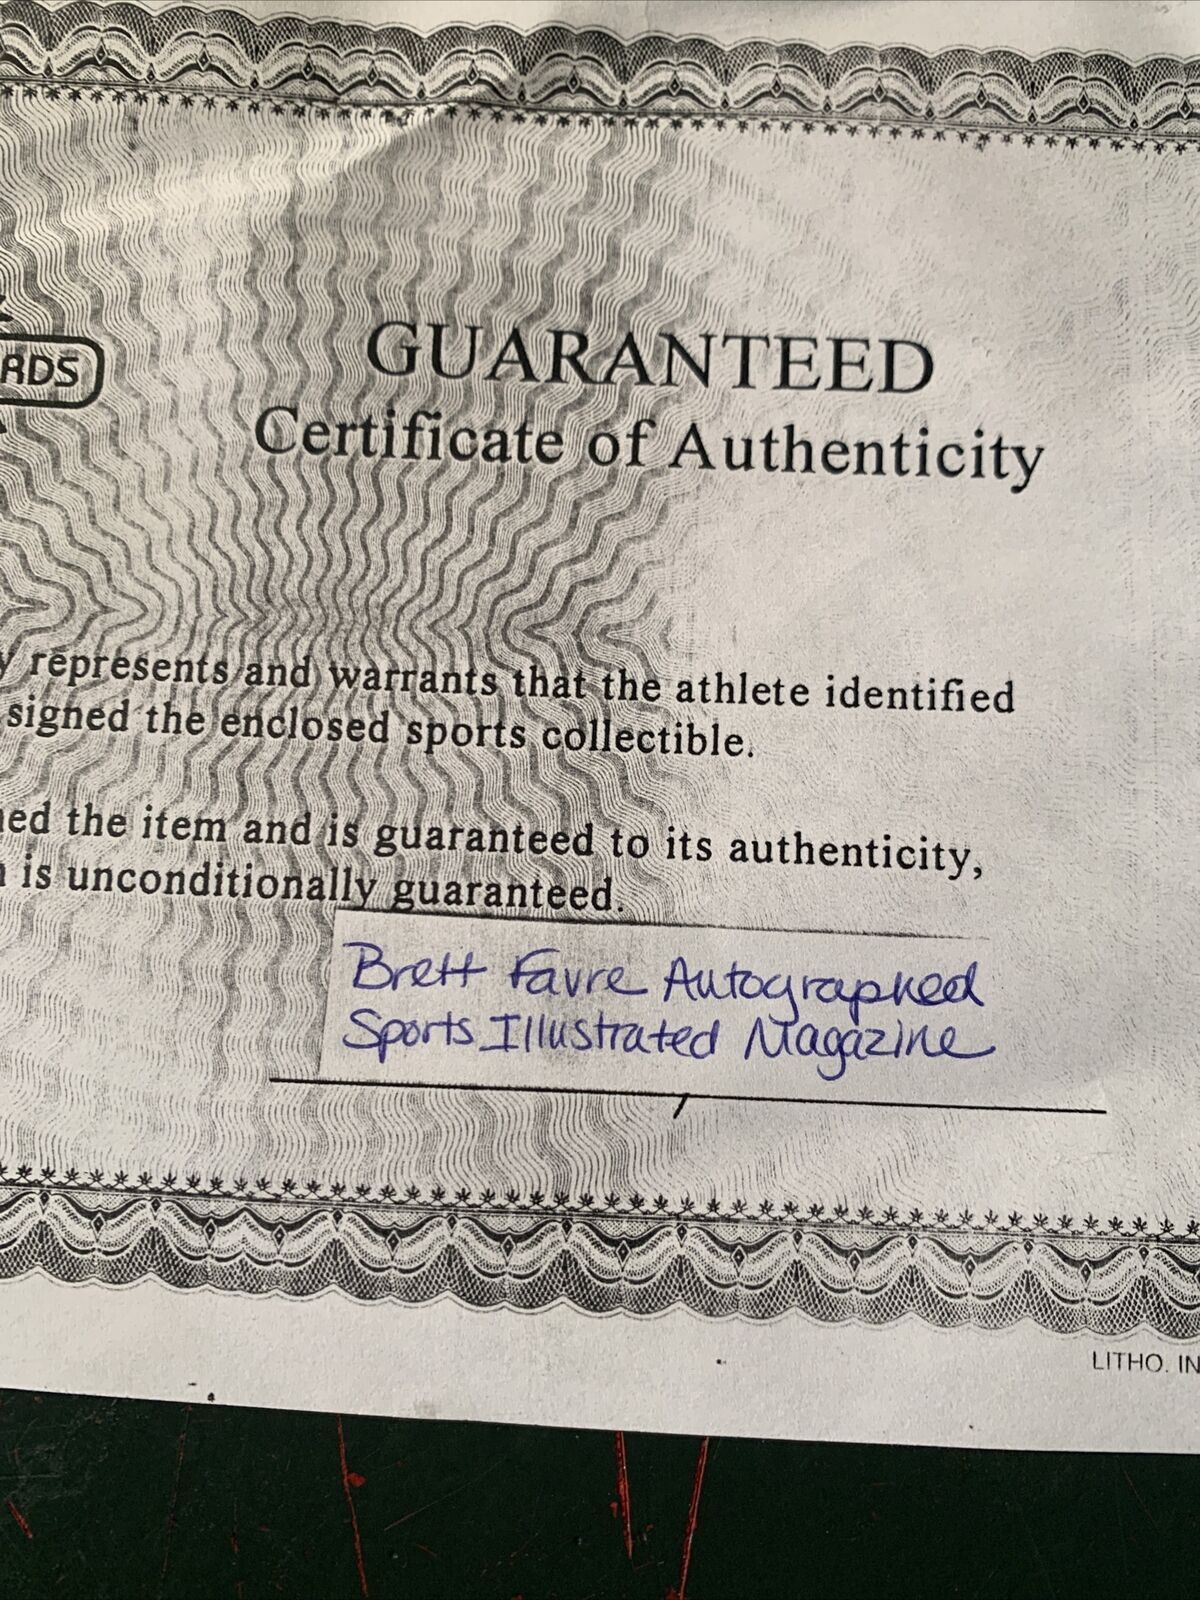 GUARANTEED
RDS
Certificate of Authenticity
represents and warrants that the athlete identified
signed the enclosed sports collectible.
ed the item and is guaranteed to its authenticity,
is unconditionally guaranteed.
Brett Favre Autographed
Sports Illustrated Magazine
LITHO. IN